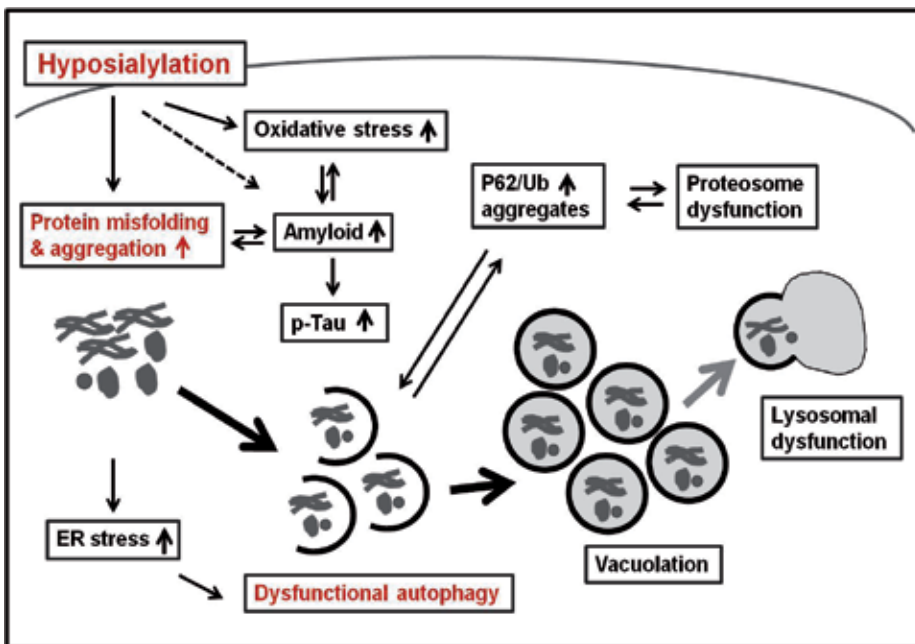 Hyposialylation
Oxidative stress ↑
P62/Ub ↑
aggregates
Proteosome
dysfunction
Protein misfolding
& aggregation ↑
Amyloid ↑
p-Tau ↑
Lysosomal
dysfunction
ER stress ↑
Vacuolation
Dysfunctional autophagy